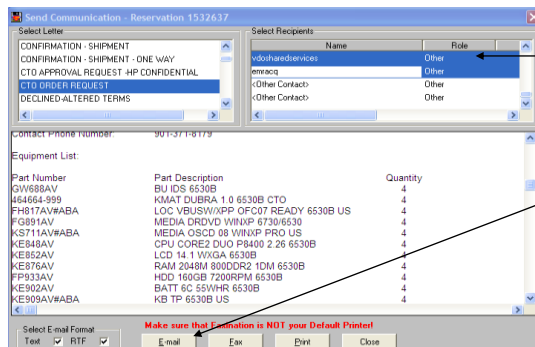 Send Communication - Reservation 1532637
Select Letter
CONFIRMATION - SHIPMENT
CONFIRMATION - SHIPMENT - ONE WAY
CTO APPROVAL REQUEST -HP CONFIDENTIAL
CTO ORDER REQUEST
DECLINED-ALTERED TERMS
Select Recipients
Name Role
vdosharedservices Other
emracq Other
<Other Contact> Other
<Other Contact> Other
Contact Phone Number: 901-371-8179
Equipment List:
Part Number Part Description Quantity
GW688AV BU IDS 6530B 4
464664-999 KMAT DUBRA 1.0 6530B CTO 4
FH817AV#ABA LOC VBUSW/XPP OFC07 READY 6530B US 4
FG891AV MEDIA DRDVD WINXP 6730/6530 4
KS711AV#ABA MEDIA OSCD 08 WINXP PRO US 4
KE848AV CPU CORE2 DUO P8400 2.26 6530B 4
KE852AV LCD 14.1 WXGA 6530B 4
KE876AV RAM 2048M 800DDR2 1DM 6530B 4
FP933AV HDD 160GB 7200RPM 6530B 4
KE902AV BATT 6C 55WHR 6530B 4
KE909AV#ABA KB TP 6530B US 4
Select E-mail Format
Text RTF
Make sure that Faxination is NOT your Default Printer!
E-mail Fax Print Close